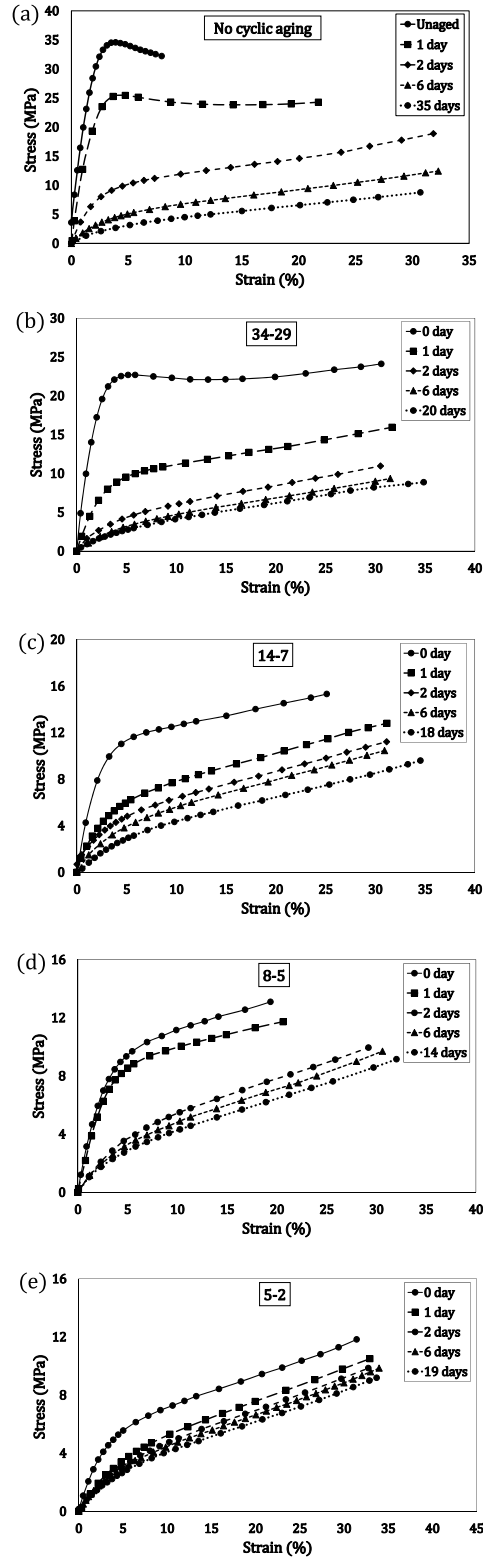 (a)
No cyclic aging
Unaged
1 day
2 days
6 days
35 days
40
35
30
25
20
15
10
5
0
Stress (MPa)
0 5 10 15 20 25 30 35
Strain (%)
(b)
34-29
0 day
1 day
2 days
6 days
20 days
30
25
20
15
10
5
0
Stress (MPa)
0 5 10 15 20 25 30 35 40
Strain (%)
(c)
14-7
0 day
1 day
2 days
6 days
18 days
20
16
12
8
4
0
Stress (MPa)
0 5 10 15 20 25 30 35 40
Strain (%)
(d)
8-5
0 day
1 day
2 days
6 days
14 days
16
12
8
4
0
Stress (MPa)
0 5 10 15 20 25 30 35 40
Strain (%)
(e)
5-2
0 day
1 day
2 days
6 days
19 days
16
12
8
4
0
Stress (MPa)
0 5 10 15 20 25 30 35 40 45
Strain (%)